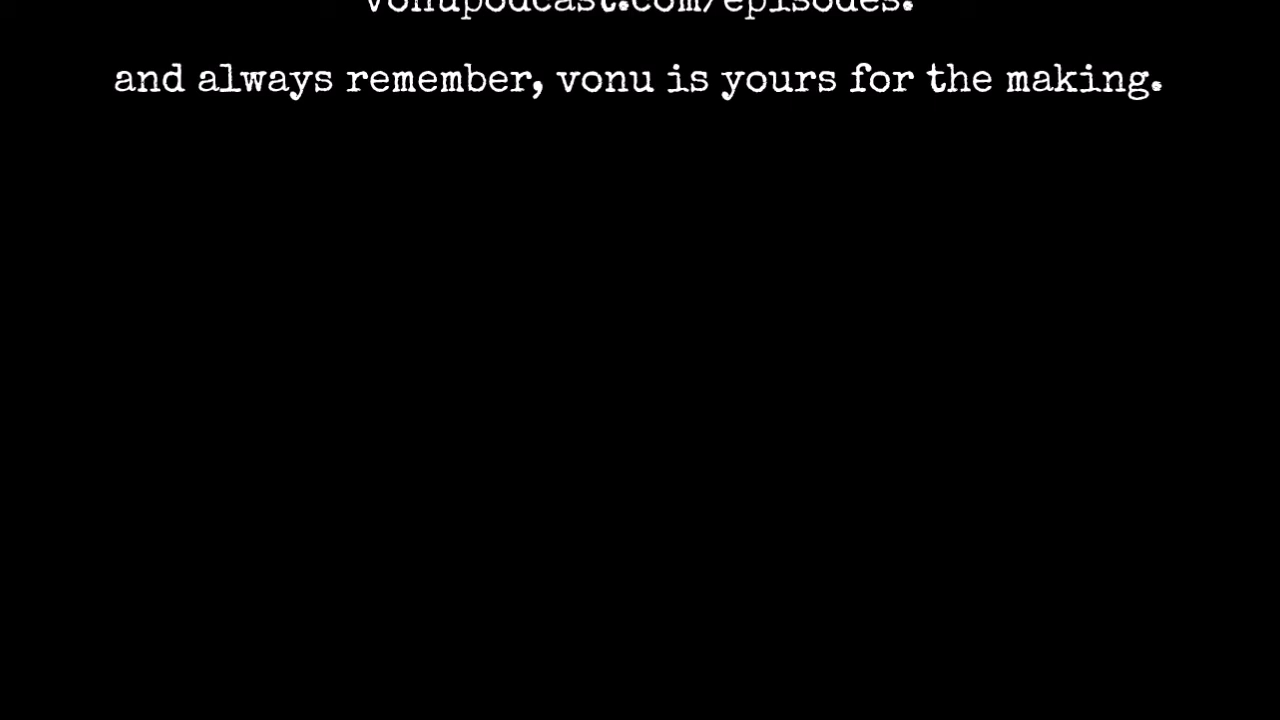 vonupodcast.com/episodes.
and always remember, vonu is yours for the making.